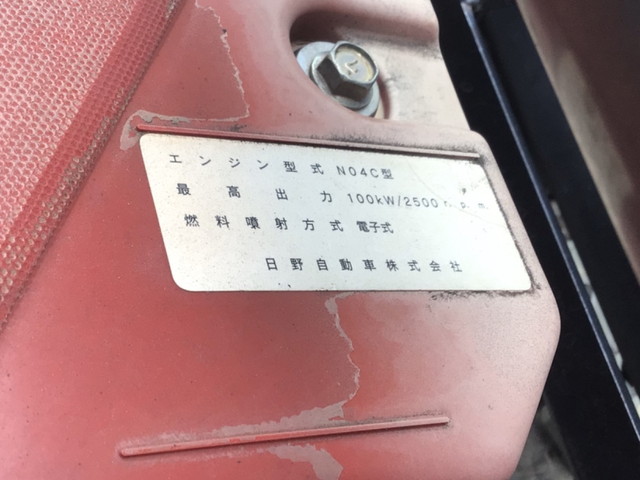 エンジン型式 N04C型
最高出力 100kW/2500 r.p.m
燃料噴射方式 電子式
日野自動車株式会社